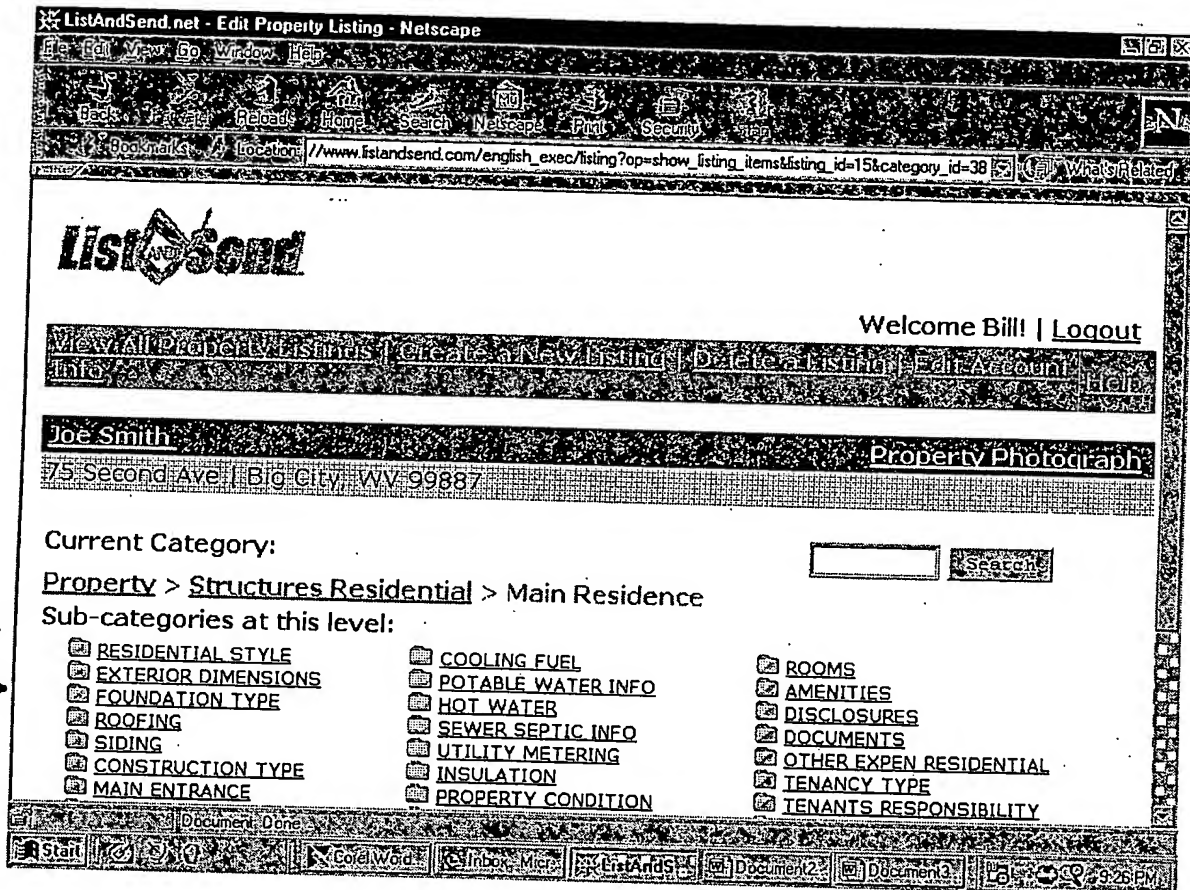 ListAndSend.net - Edit Property Listing - Netscape
File Edit View Go Window Help
Back Reload Home Search Netscape Print Security Stop
Bookmarks Location: //www.listandsend.com/english_exec/listing?op=show_listing_items&listing_id=15&category_id=38 What's Related
List AND Send
Welcome Bill! | Logout
View All Property Listings | Create a New Listing | Delete a Listing | Edit Account Info
Help
Joe Smith Property Photograph
75 Second Ave | Big City, WV 99887
Current Category:
Search
Property > Structures Residential > Main Residence
Sub-categories at this level:
RESIDENTIAL STYLE
EXTERIOR DIMENSIONS
FOUNDATION TYPE
ROOFING
SIDING
CONSTRUCTION TYPE
MAIN ENTRANCE
COOLING FUEL
POTABLE WATER INFO
HOT WATER
SEWER SEPTIC INFO
UTILITY METERING
INSULATION
PROPERTY CONDITION
ROOMS
AMENITIES
DISCLOSURES
DOCUMENTS
OTHER EXPEN RESIDENTIAL
TENANCY TYPE
TENANTS RESPONSIBILITY
Document: Done
Start Corel Word Inbox - Micr... ListAndS... Document2... Document3... 9:26 PM